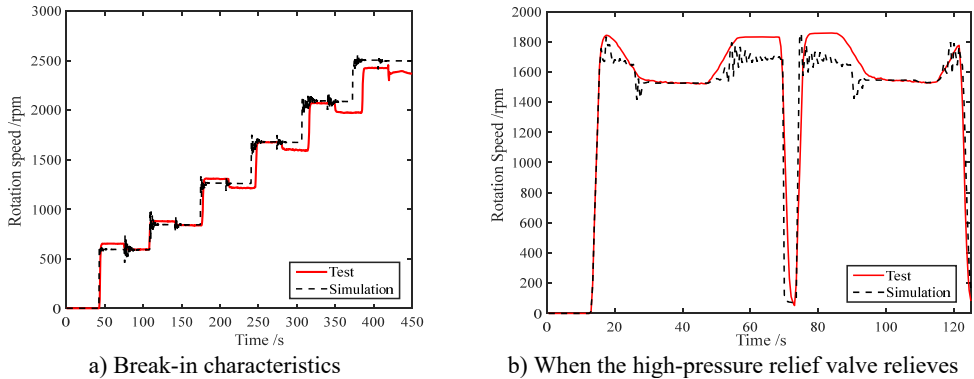 3000
2500
2000
1500
1000
500
0
Rotation speed /rpm
0 50 100 150 200 250 300 350 400 450
Time /s
Test
Simulation
a) Break-in characteristics
2000
1800
1600
1400
1200
1000
800
600
400
200
0
Rotation Speed /rpm
0 20 40 60 80 100 120
Time /s
Test
Simulation
b) When the high-pressure relief valve relieves